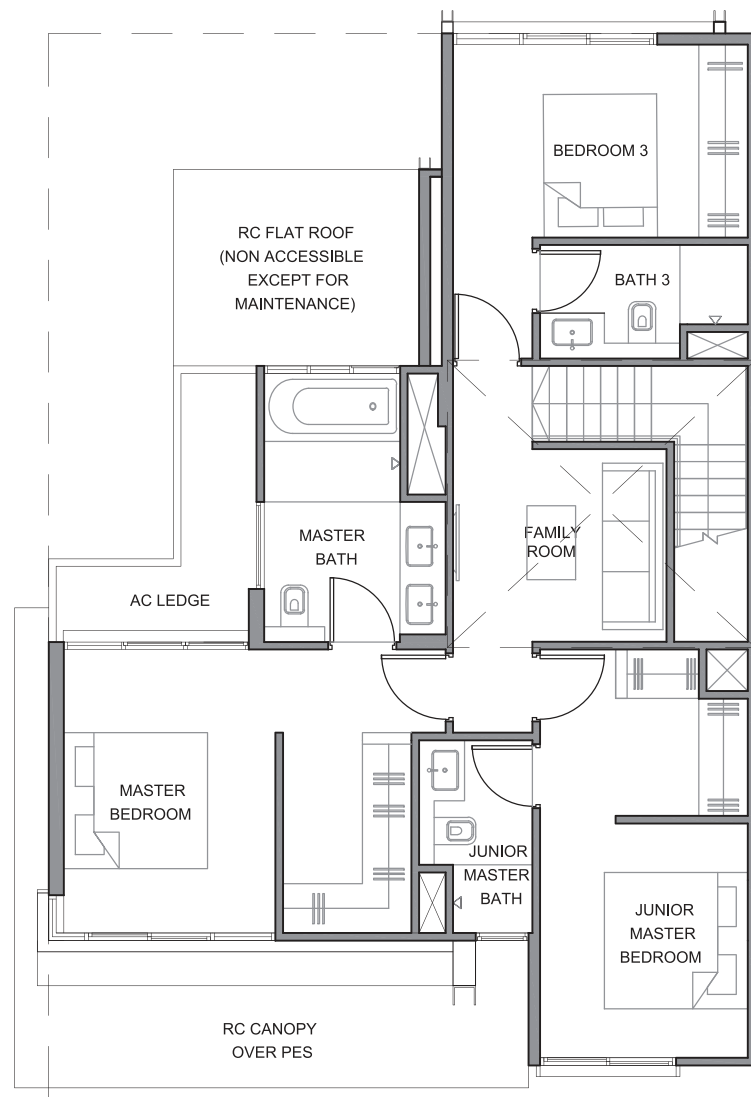 BEDROOM 3
RC FLAT ROOF
(NON ACCESSIBLE
EXCEPT FOR
MAINTENANCE)
BATH 3
MASTER
BATH
FAMILY
ROOM
AC LEDGE
MASTER
BEDROOM
JUNIOR
MASTER
BATH
JUNIOR
MASTER
BEDROOM
RC CANOPY
OVER PES